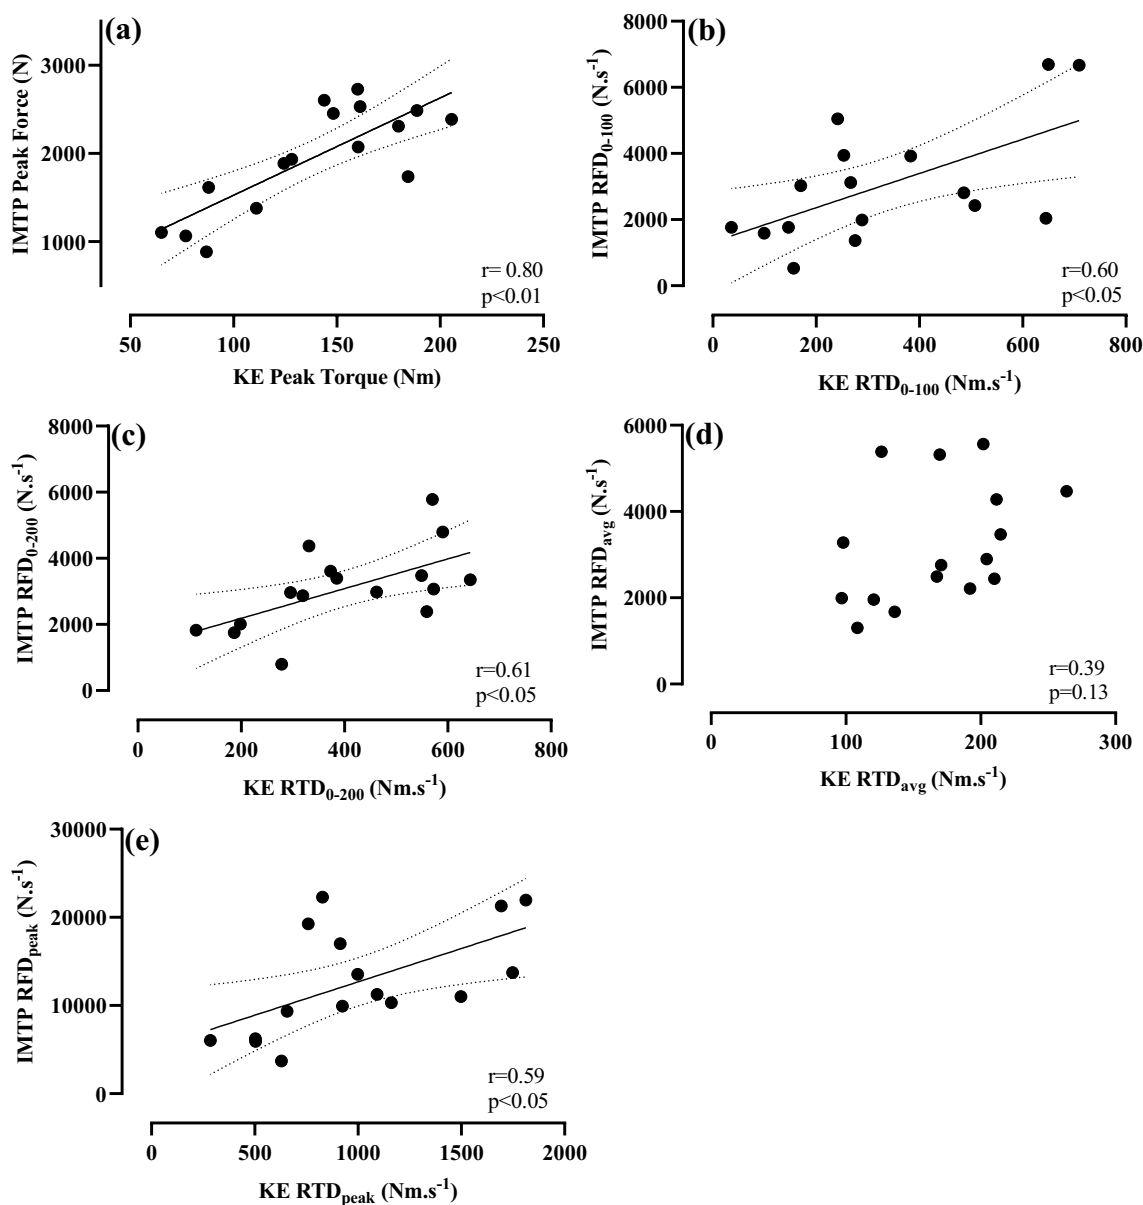 (a)
IMTP Peak Force (N)
3000
2000
1000
r= 0.80
p<0.01
50 100 150 200 250
KE Peak Torque (Nm)
(b)
IMTP RFD0-100 (N.s-1)
8000
6000
4000
2000
0
r=0.60
p<0.05
0 200 400 600 800
KE RTD0-100 (Nm.s-1)
(c)
IMTP RFD0-200 (N.s-1)
8000
6000
4000
2000
0
r=0.61
p<0.05
0 200 400 600 800
KE RTD0-200 (Nm.s-1)
(d)
IMTP RFDavg (N.s-1)
6000
4000
2000
0
r=0.39
p=0.13
0 100 200 300
KE RTDavg (Nm.s-1)
(e)
IMTP RFDpeak (N.s-1)
30000
20000
10000
0
r=0.59
p<0.05
0 500 1000 1500 2000
KE RTDpeak (Nm.s-1)